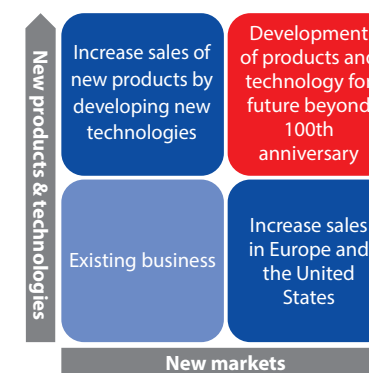 New products & technologies
Increase sales of
new products by
developing new
technologies
Development
of products and
technology for
future beyond
100th
anniversary
Existing business
Increase sales
in Europe and
the United
States
New markets